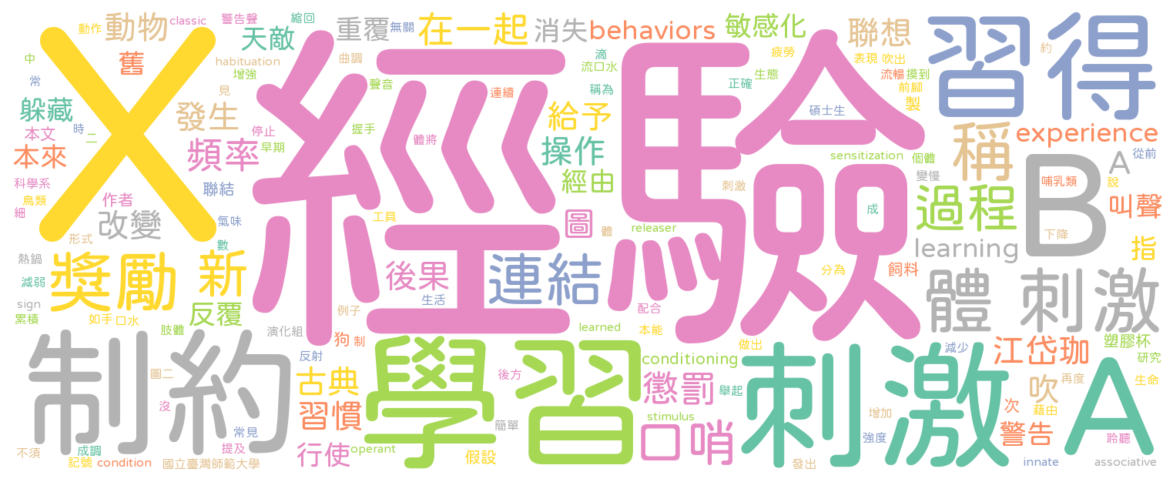 動作 classic 警告聲 縮回 無關
動物 重覆 在一起 消失 behaviors 敏感化 聯想 習得
X 經驗
中 舊 天敵 habituation 曲調 滴 疲勞 表現 吹出 約
常 增強 聲音 流口水 正確 生態 流暢 摸到
見 連續 稱為 前腳
躲藏 發生 給予 製
時 二 停止 握手 碩士生
本文 頻率 早期 體將 操作 稱 experience
本來 sensitization 個體 從前
科學系 聯結 經由 刺激 變慢 B A
鳥類 作者 氣味 成 過程 哺乳類 說
細 改變 工具 圖 體 叫聲
形式 數 releaser learning 下降 指
熱鍋 獎勵 新 後果 連結 分為 飼料
減弱 體 刺激
sign 生活
累積 如手 口水 反覆 例子 配合
肢體 演化組 狗 制 learned 本能 塑膠杯
制約 學習 刺激 A
圖二 反射 conditioning 做出 減少 江岱珈 研究
沒 古典 後方 懲罰 舉起 吹 再度 生命
習慣 stimulus 次 藉由
常見 簡單 口哨 增加 警告 聆聽
不須 成調 提及 行使 operant 強度
記號 condition 國立臺灣師範大學 假設 發出 innate associative